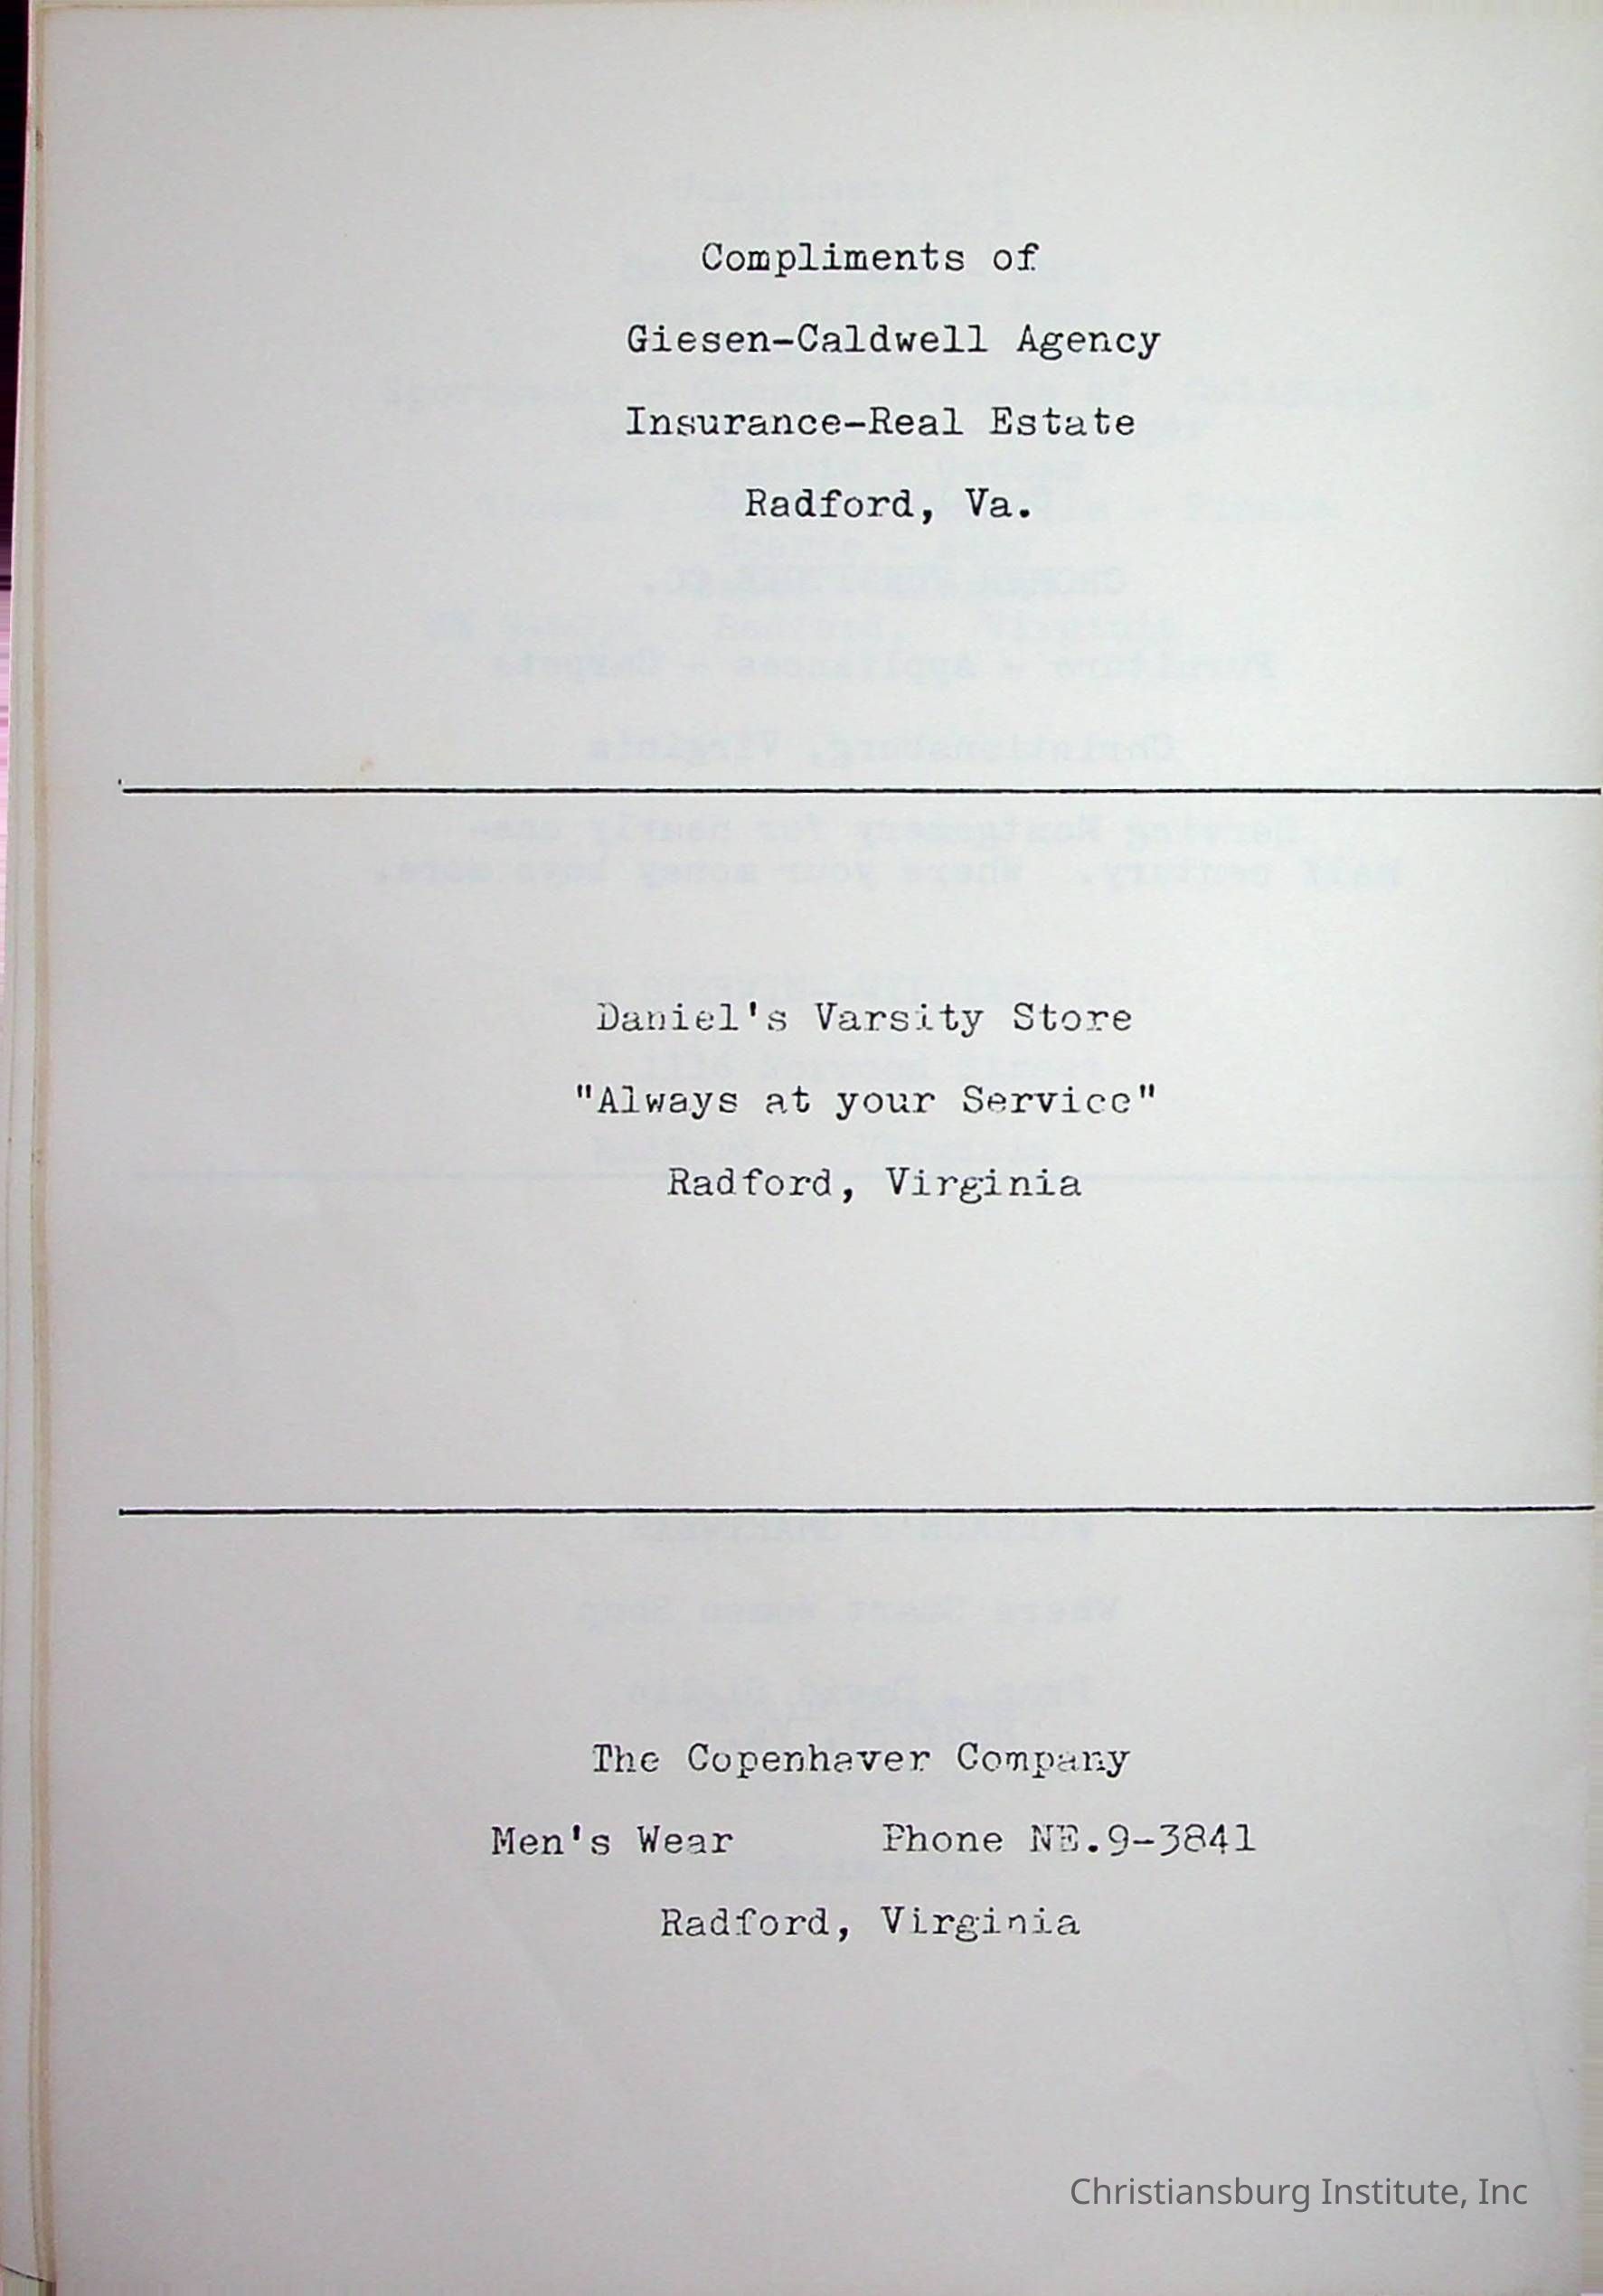 Compliments of
Giesen-Caldwell Agency
Insurance-Real Estate
Radford, Va.
Daniel's Varsity Store
"Always at your Service"
Radford, Virginia
The Copenhaver Company
Men's Wear Phone NE.9-3841
Radford, Virginia
Christiansburg Institute, Inc